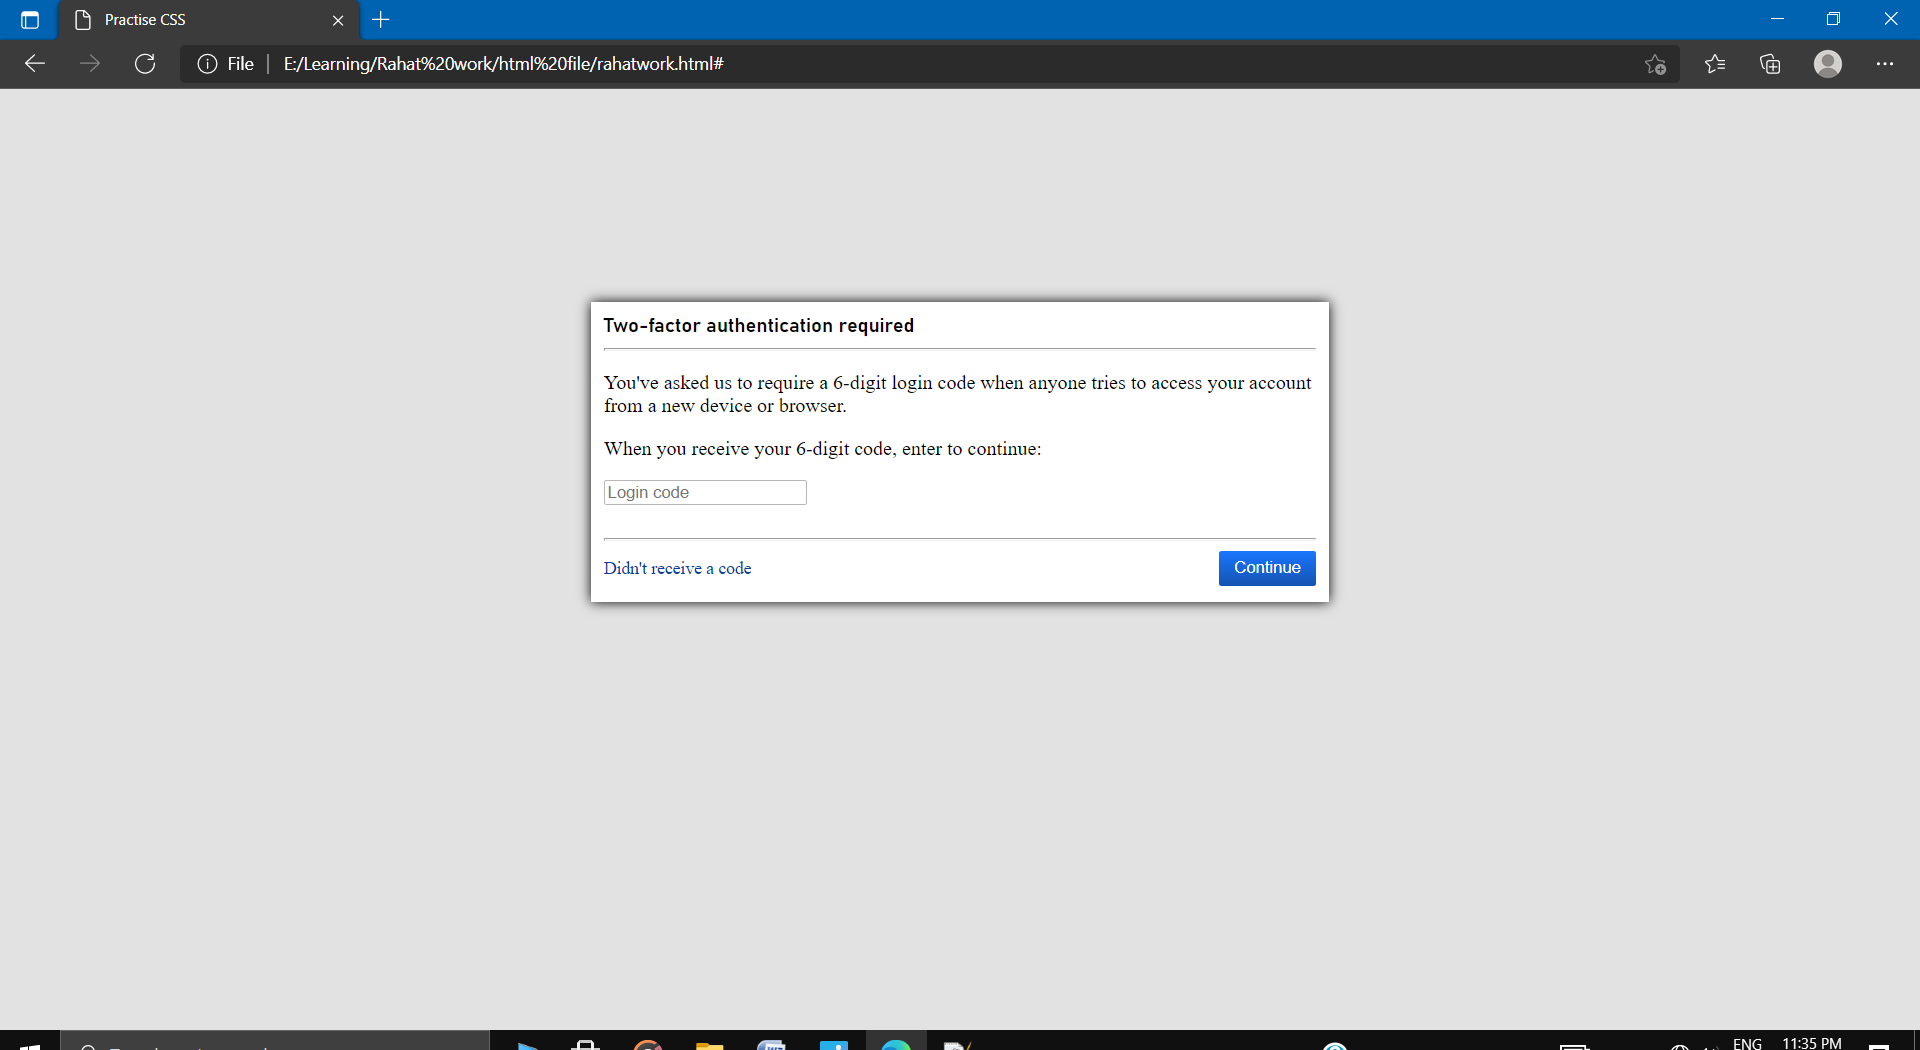 Practise CSS
File
E:/Learning/Rahat%20work/html%20file/rahatwork.html#
Two-factor authentication required
You've asked us to require a 6-digit login code when anyone tries to access your account
from a new device or browser.
When you receive your 6-digit code, enter to continue:
Login code
Didn't receive a code
Continue
ENG
11:35 PM